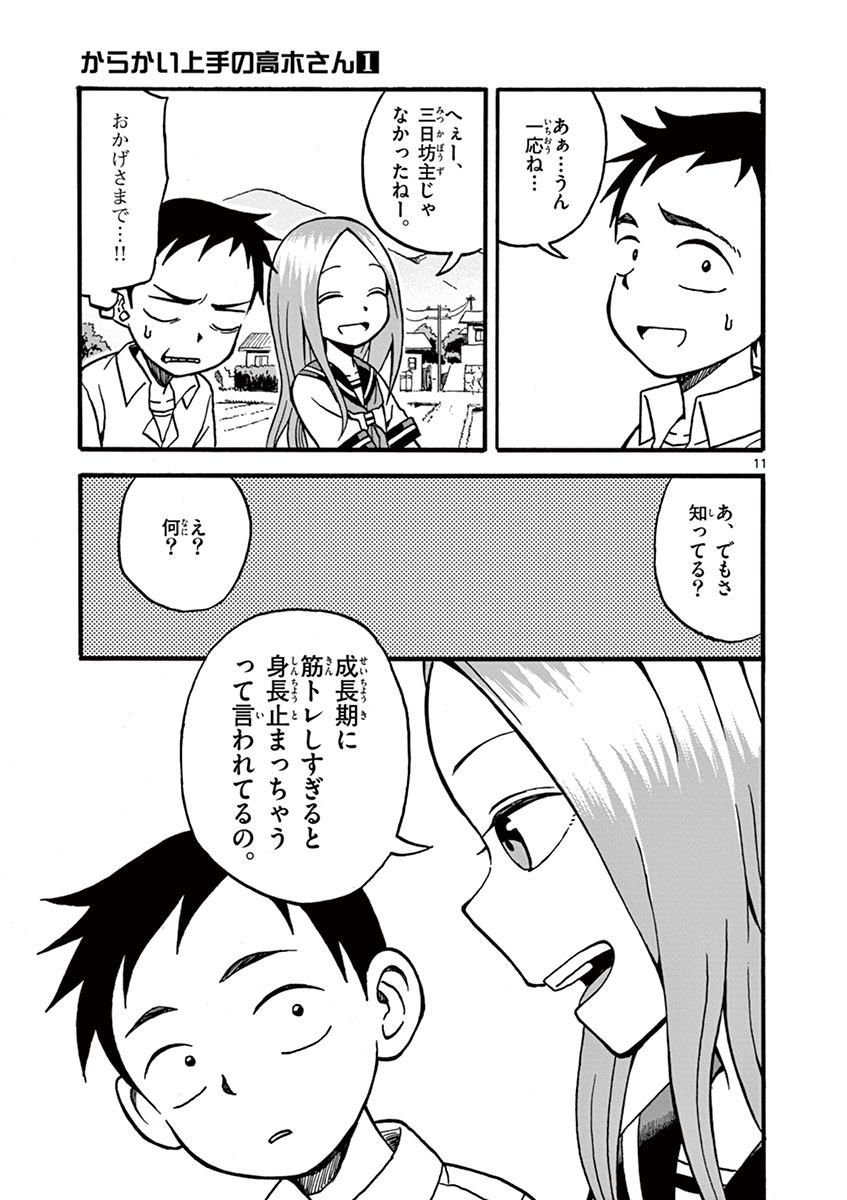 からかい上手の高木さん1
あぁ…うん
一応ね…
へぇー、
三日坊主じゃ
なかったねー。
おかげさまで…!!
11
あ、でもさ
知ってる?
え?
何?
成長期に
筋トレしすぎると
身長止まっちゃう
って言われてるの。